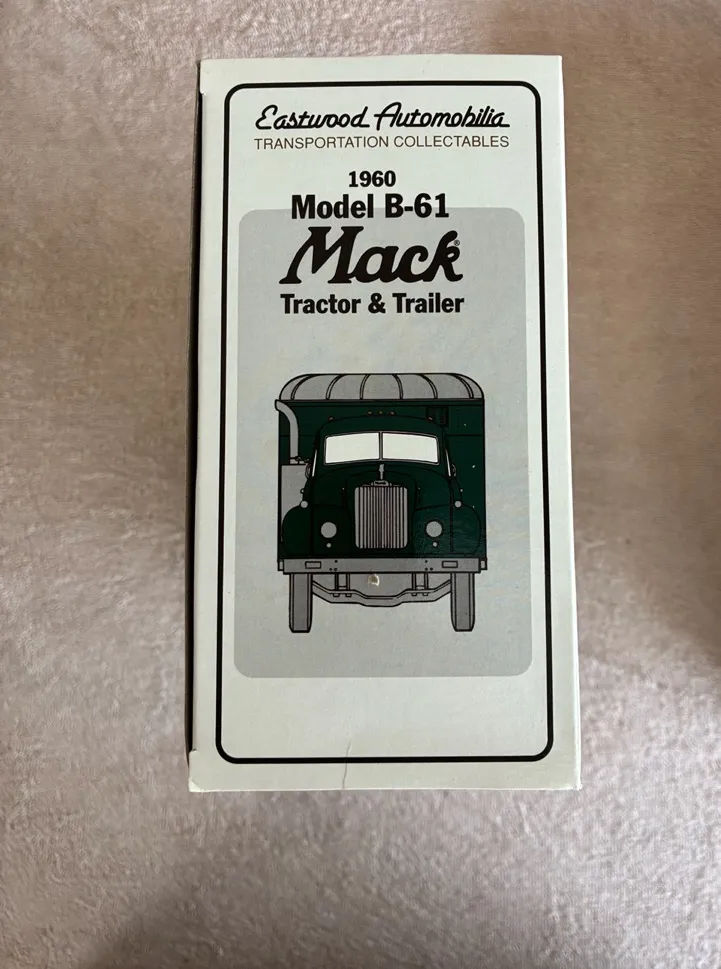 Eastwood Automobilia
TRANSPORTATION COLLECTABLES
1960
Model B-61
Mack®
Tractor & Trailer